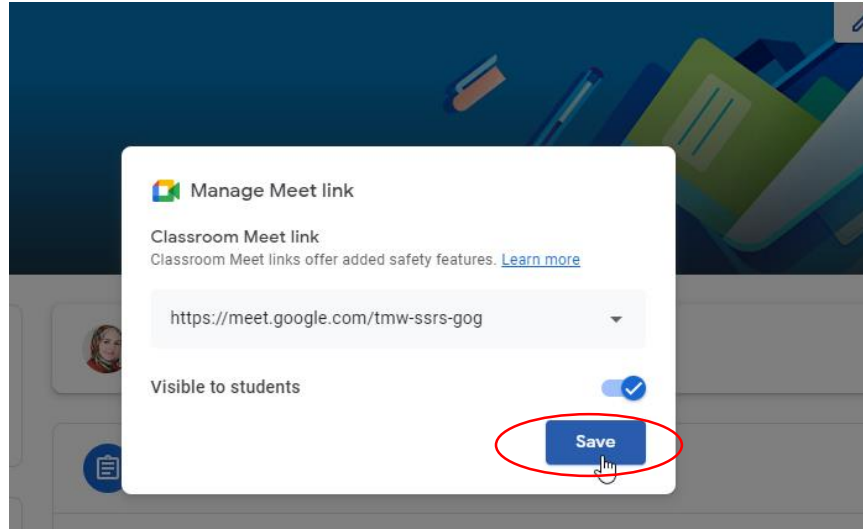 Manage Meet link
Classroom Meet link
Classroom Meet links offer added safety features. Learn more
https://meet.google.com/tmw-ssrs-gog
Visible to students
Save